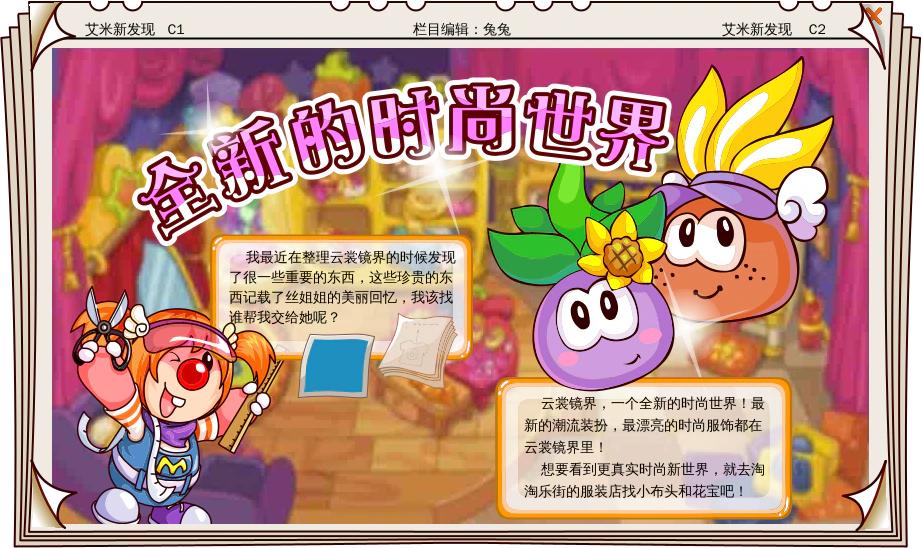 艾米新发现 C1
栏目编辑：兔兔
艾米新发现 C2
全新的时尚世界
我最近在整理云裳镜界的时候发现
了很一些重要的东西，这些珍贵的东
西记载了丝姐姐的美丽回忆，我该找
谁帮我交给她呢？
云裳镜界，一个全新的时尚世界！最
新的潮流装扮，最漂亮的时尚服饰都在
云裳镜界里！
想要看到更真实时尚新世界，就去淘
淘乐街的服装店找小布头和花宝吧！